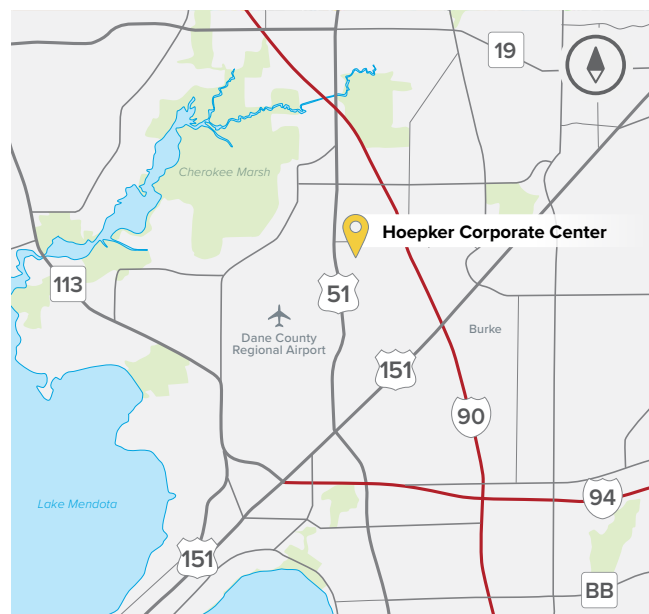 19
Cherokee Marsh
Hoepker Corporate Center
113
51
Dane County
Regional Airport
Burke
151
90
Lake Mendota
94
151
BB